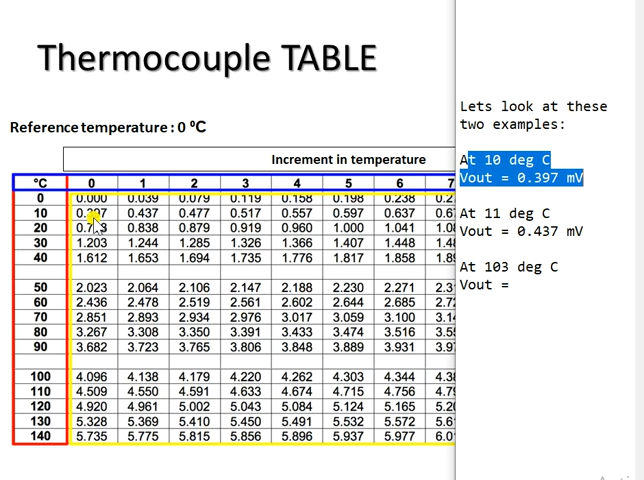 Thermocouple TABLE
Reference temperature : 0 ⁰C
Increment in temperature
°C 0 1 2 3 4 5 6 7
0 0.000 0.039 0.079 0.119 0.158 0.198 0.238
10 0.437 0.477 0.517 0.557 0.597 0.637
20 0.838 0.879 0.919 0.960 1.000 1.041
30 1.203 1.244 1.285 1.326 1.366 1.407 1.448
40 1.612 1.653 1.694 1.735 1.776 1.817 1.858
50 2.023 2.064 2.106 2.147 2.188 2.230 2.271
60 2.436 2.478 2.519 2.561 2.602 2.644 2.685
70 2.851 2.893 2.934 2.976 3.017 3.059 3.100
80 3.267 3.308 3.350 3.391 3.433 3.474 3.516
90 3.682 3.723 3.765 3.806 3.848 3.889 3.931
100 4.096 4.138 4.179 4.220 4.262 4.303 4.344
110 4.509 4.550 4.591 4.633 4.674 4.715 4.756
120 4.920 4.961 5.002 5.043 5.084 5.124 5.165
130 5.328 5.369 5.410 5.450 5.491 5.532 5.572
140 5.735 5.775 5.815 5.856 5.896 5.937 5.977
Lets look at these
two examples:
At 10 deg C
Vout = 0.397 mV
At 11 deg C
Vout = 0.437 mV
At 103 deg C
Vout =